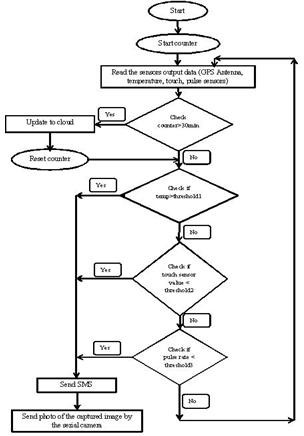 Start
Start counter
Read the sensors output data (GPS Antenna,
temperature, touch, pulse sensors)
Check
counter>30min
Yes
Update to cloud
Reset counter
No
Check if
temp>threshold1
Yes
No
Check if
touch sensor
value <
threshold2
Yes
No
Check if
pulse rate <
threshold3
Yes
No
Send SMS
Send photo of the captured image by
the serial camera